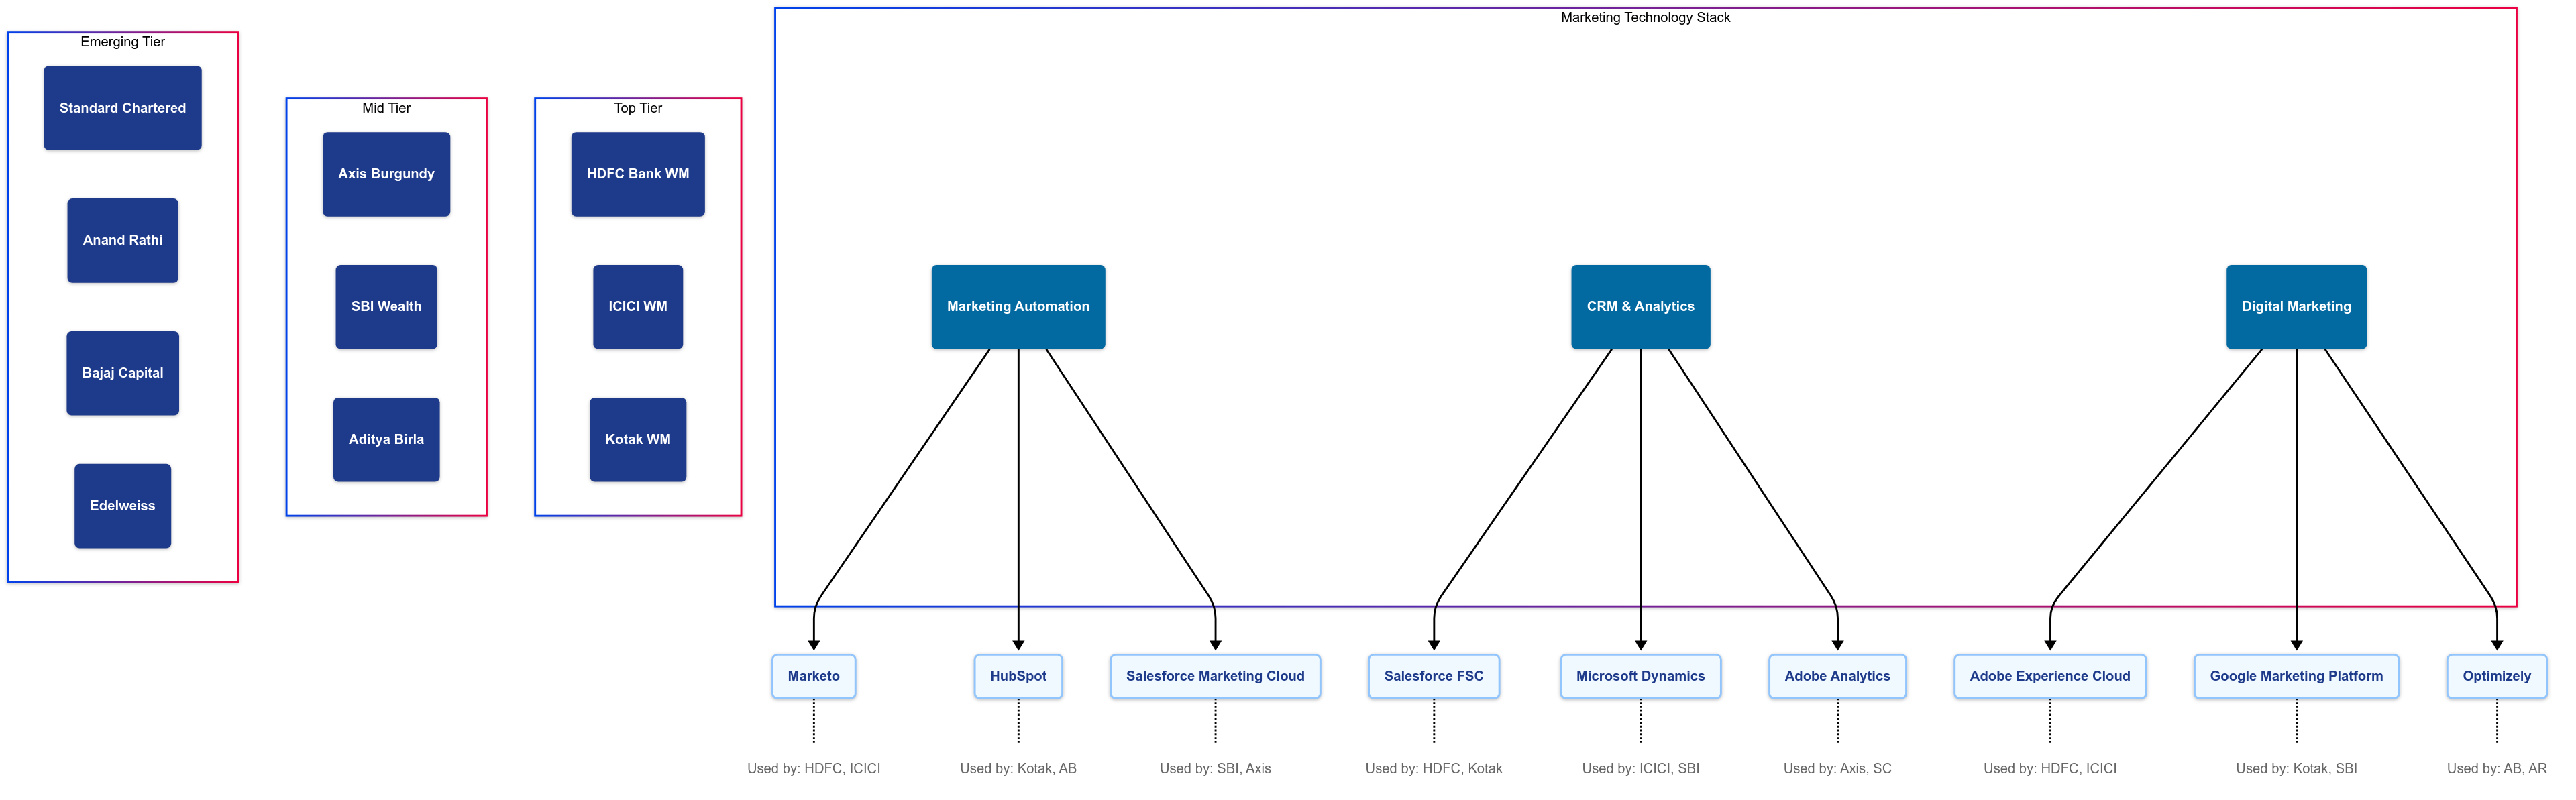 Emerging Tier
Standard Chartered
Anand Rathi
Bajaj Capital
Edelweiss
Mid Tier
Axis Burgundy
SBI Wealth
Aditya Birla
Top Tier
HDFC Bank WM
ICICI WM
Kotak WM
Marketing Technology Stack
Marketing Automation
CRM & Analytics
Digital Marketing
Marketo
HubSpot
Salesforce Marketing Cloud
Salesforce FSC
Microsoft Dynamics
Adobe Analytics
Adobe Experience Cloud
Google Marketing Platform
Optimizely
Used by: HDFC, ICICI
Used by: Kotak, AB
Used by: SBI, Axis
Used by: HDFC, Kotak
Used by: ICICI, SBI
Used by: Axis, SC
Used by: HDFC, ICICI
Used by: Kotak, SBI
Used by: AB, AR